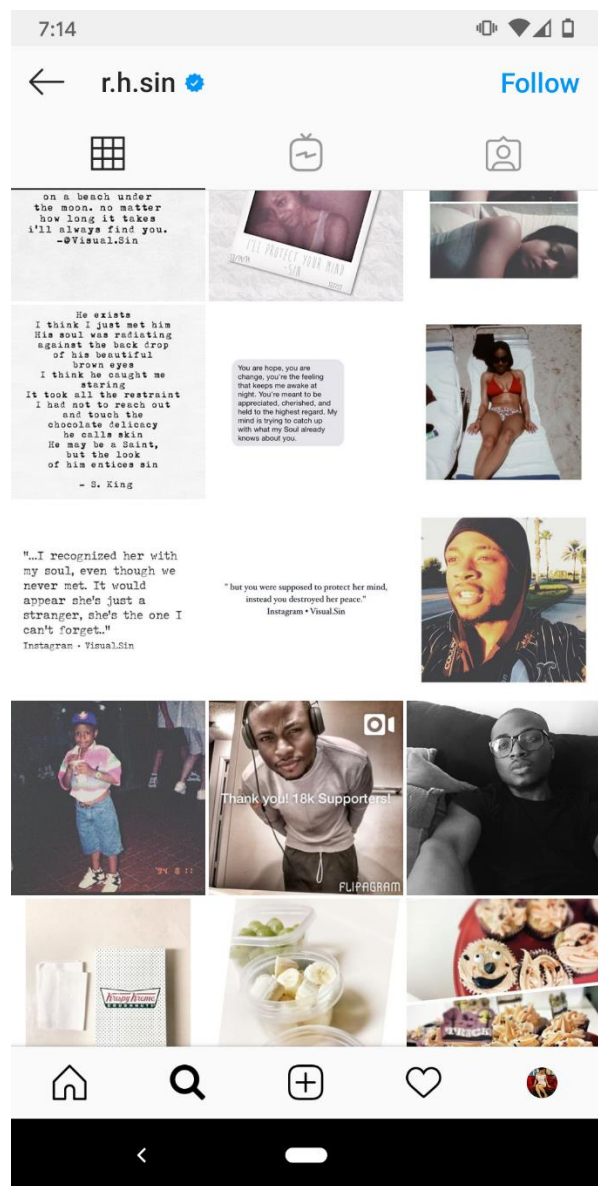 7:14
r.h.sin
Follow
on a beach under
the moon. no matter
how long it takes
i'll always find you.
-@Visual.Sin
I'LL PROTECT YOUR MIND
-SIN
He exists
I think I just met him
His soul was radiating
against the back drop
of his beautiful
brown eyes
I think he caught me
staring
It took all the restraint
I had not to reach out
and touch the
chocolate delicacy
he calls skin
He may be a Saint,
but the look
of him entices sin
- S. King
You are hope, you are
change, you're the feeling
that keeps me awake at
night. You're meant to be
appreciated, cherished, and
held to the highest regard. My
mind is trying to catch up
with what my Soul already
knows about you.
"...I recognized her with
my soul, even though we
never met. It would
appear she's just a
stranger, she's the one I
can't forget.."
Instagram · Visual.Sin
" but you were supposed to protect her mind,
instead you destroyed her peace."
Instagram • Visual.Sin
'94 8 11
Thank you! 18k Supporters!
FLIPAGRAM
Krispy Kreme
DOUGHNUTS
TRICK